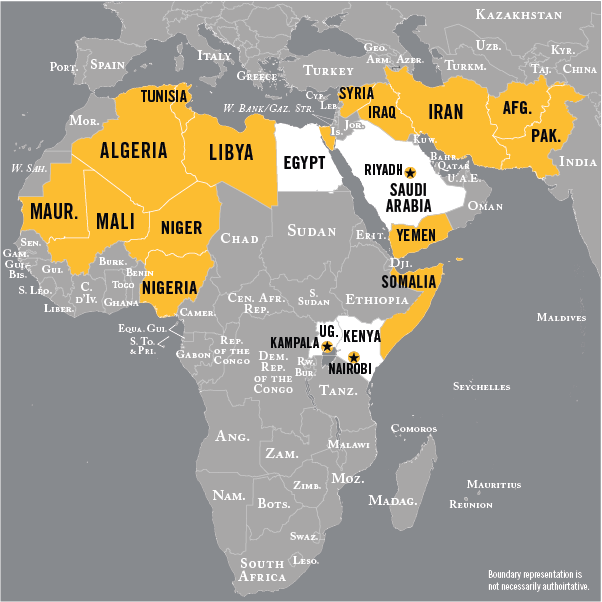 KAZAKHSTAN
UZB.
KYR.
GEO.
ARM.
AZER.
TURKM.
TAJ.
CHINA
PORT.
SPAIN
ITALY
GREECE
TURKEY
CYP.
LEB.
SYRIA
IRAQ
IRAN
AFG.
PAK.
INDIA
W. BANK/GAZ. STR.
IS.
JOR.
KUW.
BAHR.
QATAR
U.A.E.
OMAN
MOR.
W. SAH.
TUNISIA
ALGERIA
LIBYA
EGYPT
RIYADH
SAUDI
ARABIA
MAUR.
MALI
NIGER
CHAD
SUDAN
ERIT.
YEMEN
DJI.
SEN.
GAM.
GUI-
BIS.
GUI.
S. LEO.
LIBER.
C.
D'IV.
BURK.
GHANA
TOGO
BENIN
NIGERIA
CAMER.
CEN. AFR.
REP.
S.
SUDAN
ETHIOPIA
SOMALIA
EQUA. GUI.
S. TO.
& PRI.
GABON
REP.
OF THE
CONGO
DEM.
REP.
OF THE
CONGO
UG.
KAMPALA
KENYA
NAIROBI
RW.
BUR.
TANZ.
MALDIVES
SEYCHELLES
COMOROS
ANG.
ZAM.
MALAWI
MOZ.
ZIMB.
NAM.
BOTS.
MADAG.
MAURITIUS
REUNION
SWAZ.
LESO.
SOUTH
AFRICA
Boundary representation is
not necessarily authoirtative.